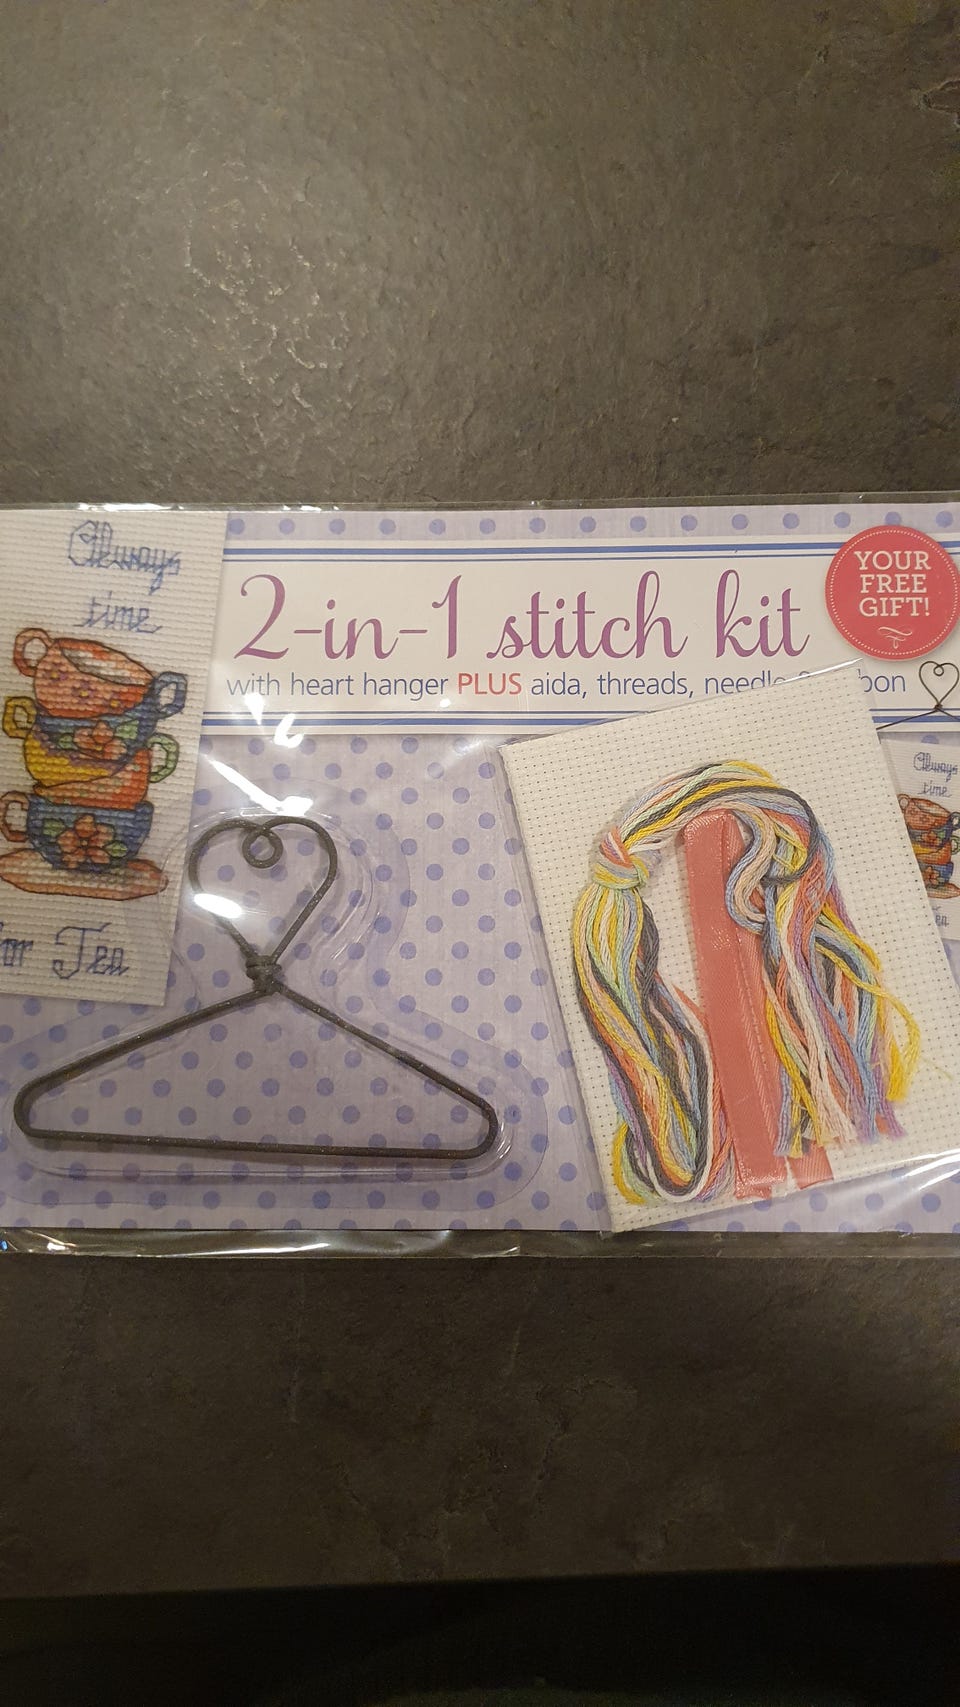 Always
time
for Tea
2-in-1 stitch kit
with heart hanger PLUS aida, threads, needle
YOUR
FREE
GIFT!
Always
time